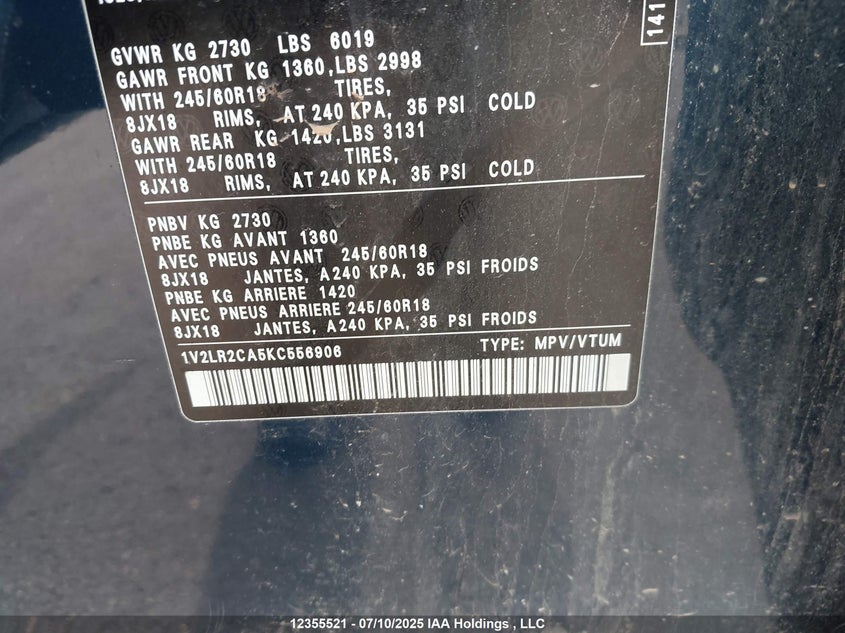 141
GVWR KG 2730 LBS 6019
GAWR FRONT KG 1360,LBS 2998
WITH 245/60R18 TIRES,
8JX18 RIMS, AT 240 KPA, 35 PSI COLD
GAWR REAR KG 1420,LBS 3131
WITH 245/60R18 TIRES,
8JX18 RIMS, AT 240 KPA, 35 PSI COLD
PNBV KG 2730
PNBE KG AVANT 1360
AVEC PNEUS AVANT 245/60R18
8JX18 JANTES, A240 KPA, 35 PSI FROIDS
PNBE KG ARRIERE 1420
AVEC PNEUS ARRIERE 245/60R18
8JX18 JANTES, A240 KPA, 35 PSI FROIDS
1V2LR2CA5KC556906 TYPE: MPV/VTUM
12355521 - 07/10/2025 IAA Holdings , LLC